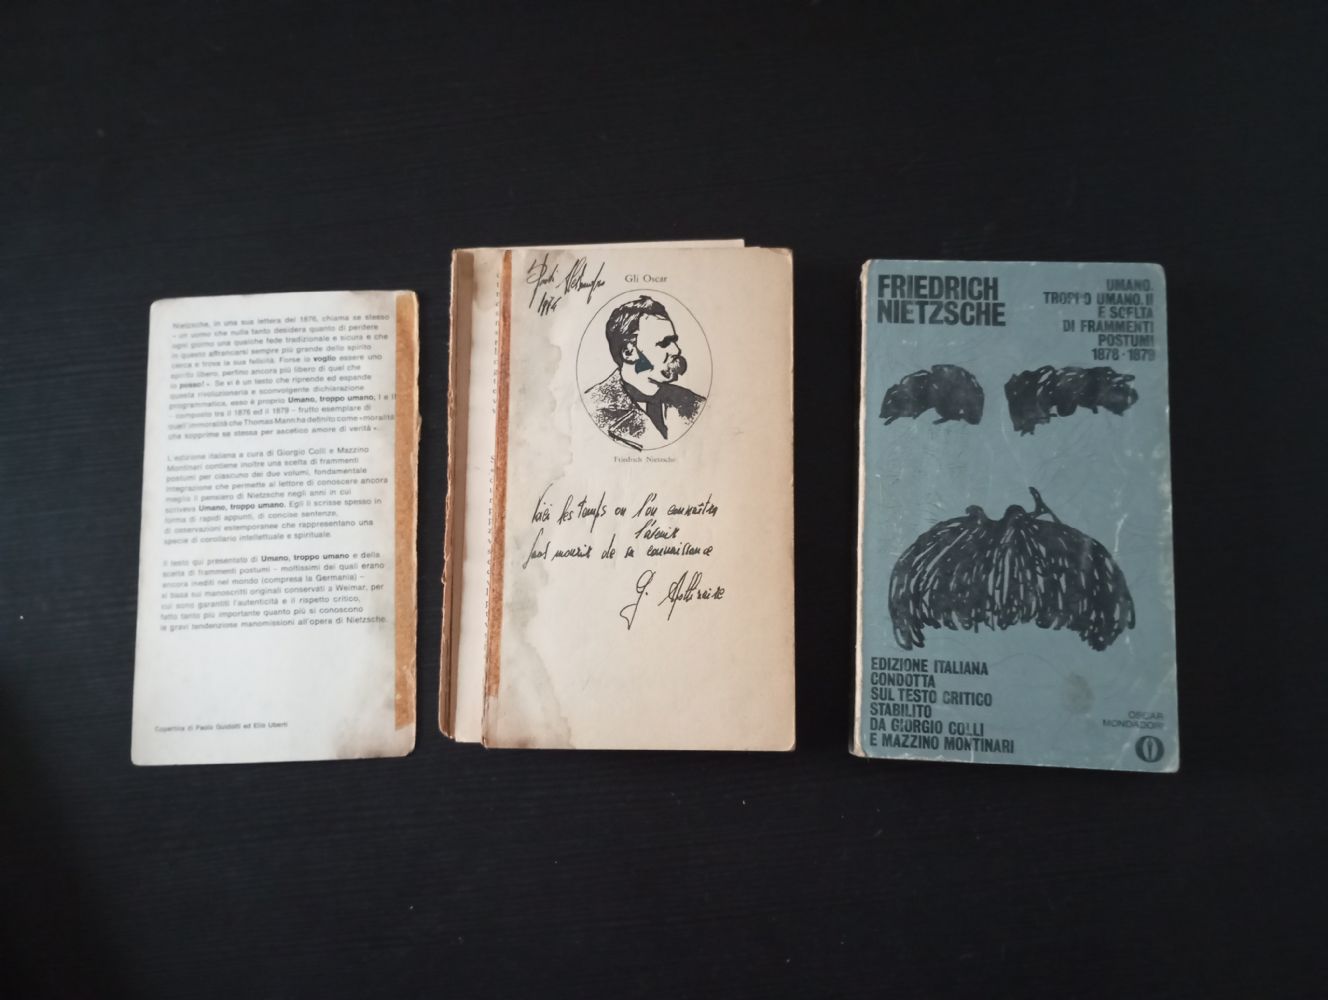 Nietzsche, in una sua lettera del 1876, chiama se stesso
« un uomo che nulla tanto desidera quanto di perdere
ogni giorno una qualche fede tradizionale e sicura e che
in questo affrancarsi sempre più grande dello spirito
cerca e trova la sua felicità. Forse io voglio essere uno
spirito libero, perfino ancora più libero di quel che
io posso! ». Se vi è un testo che riprende ed espande
questa rivoluzionaria e sconvolgente dichiarazione
programmatica, esso è proprio Umano, troppo umano, I e II
– composto tra il 1876 ed il 1879 – frutto esemplare di
quell'immoralità che Thomas Mann ha definito come «moralità
che sopprime se stessa per ascetico amore di verità ».
L'edizione italiana a cura di Giorgio Colli e Mazzino
Montinari contiene inoltre una scelta di frammenti
postumi per ciascuno dei due volumi, fondamentale
integrazione che permette al lettore di conoscere ancora
meglio il pensiero di Nietzsche negli anni in cui
scriveva Umano, troppo umano. Egli li scrisse spesso in
forma di rapidi appunti, di concise sentenze,
di osservazioni estemporanee che rappresentano una
specie di corollario intellettuale e spirituale.
Il testo qui presentato di Umano, troppo umano e della
scelta di frammenti postumi – moltissimi dei quali erano
ancora inediti nel mondo (compresa la Germania) –
si basa sui manoscritti originali conservati a Weimar, per
cui sono garantiti l'autenticità e il rispetto critico,
fatto tanto più importante quanto più si conoscono
le gravi tendenziose manomissioni all'opera di Nietzsche.
Copertina di Paolo Guidotti ed Elio Uberti
Gli Oscar
Friedrich Nietzsche
Voici les temps où l'on connaîtra
l'avenir
Sans mourir de sa connaissance
G.
FRIEDRICH
NIETZSCHE
UMANO,
TROPPO UMANO, II
E SCELTA
DI FRAMMENTI
POSTUMI
1878 - 1879
EDIZIONE ITALIANA
CONDOTTA
SUL TESTO CRITICO
STABILITO
DA GIORGIO COLLI
E MAZZINO MONTINARI
OSCAR
MONDADORI